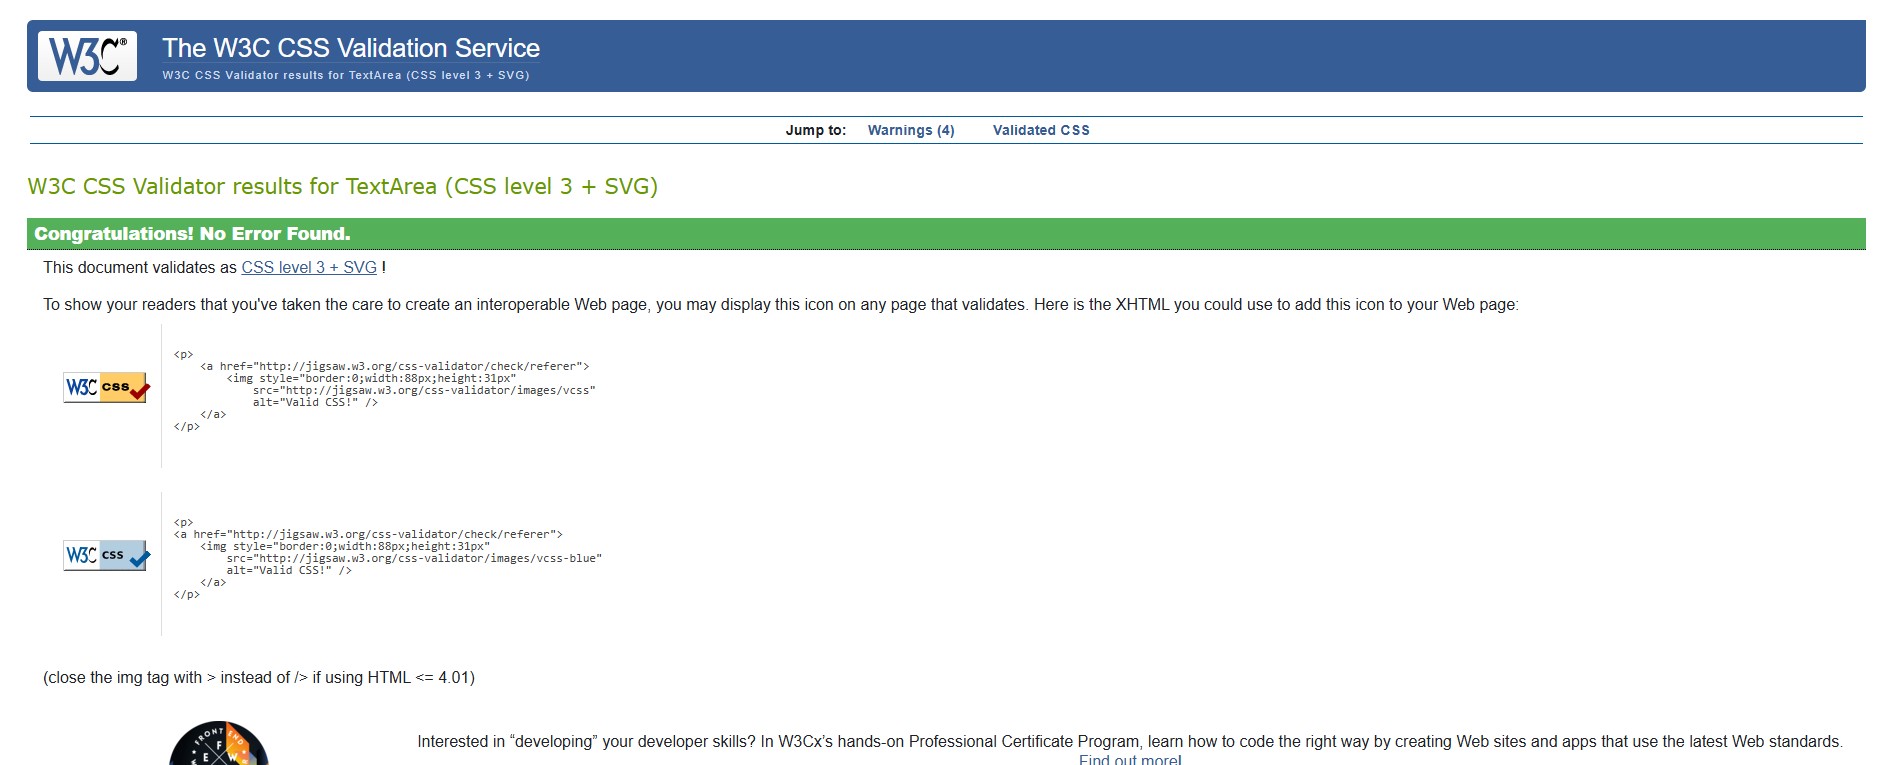 W3C®
The W3C CSS Validation Service
W3C CSS Validator results for TextArea (CSS level 3 + SVG)
Jump to: Warnings (4) Validated CSS
W3C CSS Validator results for TextArea (CSS level 3 + SVG)
Congratulations! No Error Found.
This document validates as CSS level 3 + SVG !
To show your readers that you've taken the care to create an interoperable Web page, you may display this icon on any page that validates. Here is the XHTML you could use to add this icon to your Web page:
W3C css
<p>
    <a href="http://jigsaw.w3.org/css-validator/check/referer">
        <img style="border:0;width:88px;height:31px"
            src="http://jigsaw.w3.org/css-validator/images/vcss"
            alt="Valid CSS!" />
    </a>
</p>
W3C css
<p>
<a href="http://jigsaw.w3.org/css-validator/check/referer">
    <img style="border:0;width:88px;height:31px"
        src="http://jigsaw.w3.org/css-validator/images/vcss-blue"
        alt="Valid CSS!" />
    </a>
</p>
(close the img tag with > instead of /> if using HTML <= 4.01)
FRONT END
F
E W
Interested in “developing” your developer skills? In W3Cx’s hands-on Professional Certificate Program, learn how to code the right way by creating Web sites and apps that use the latest Web standards.
Find out more!